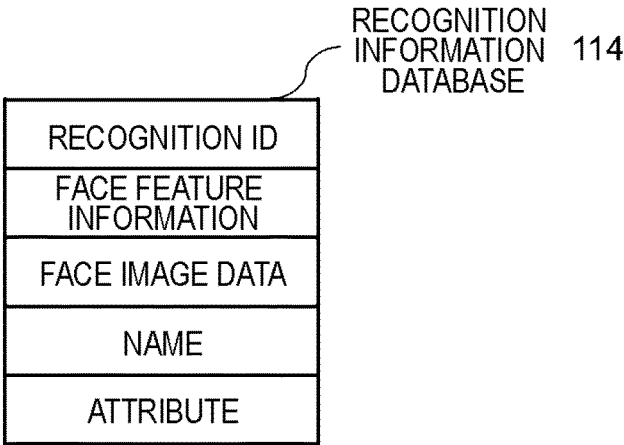 RECOGNITION
INFORMATION 114
DATABASE
RECOGNITION ID
FACE FEATURE
INFORMATION
FACE IMAGE DATA
NAME
ATTRIBUTE